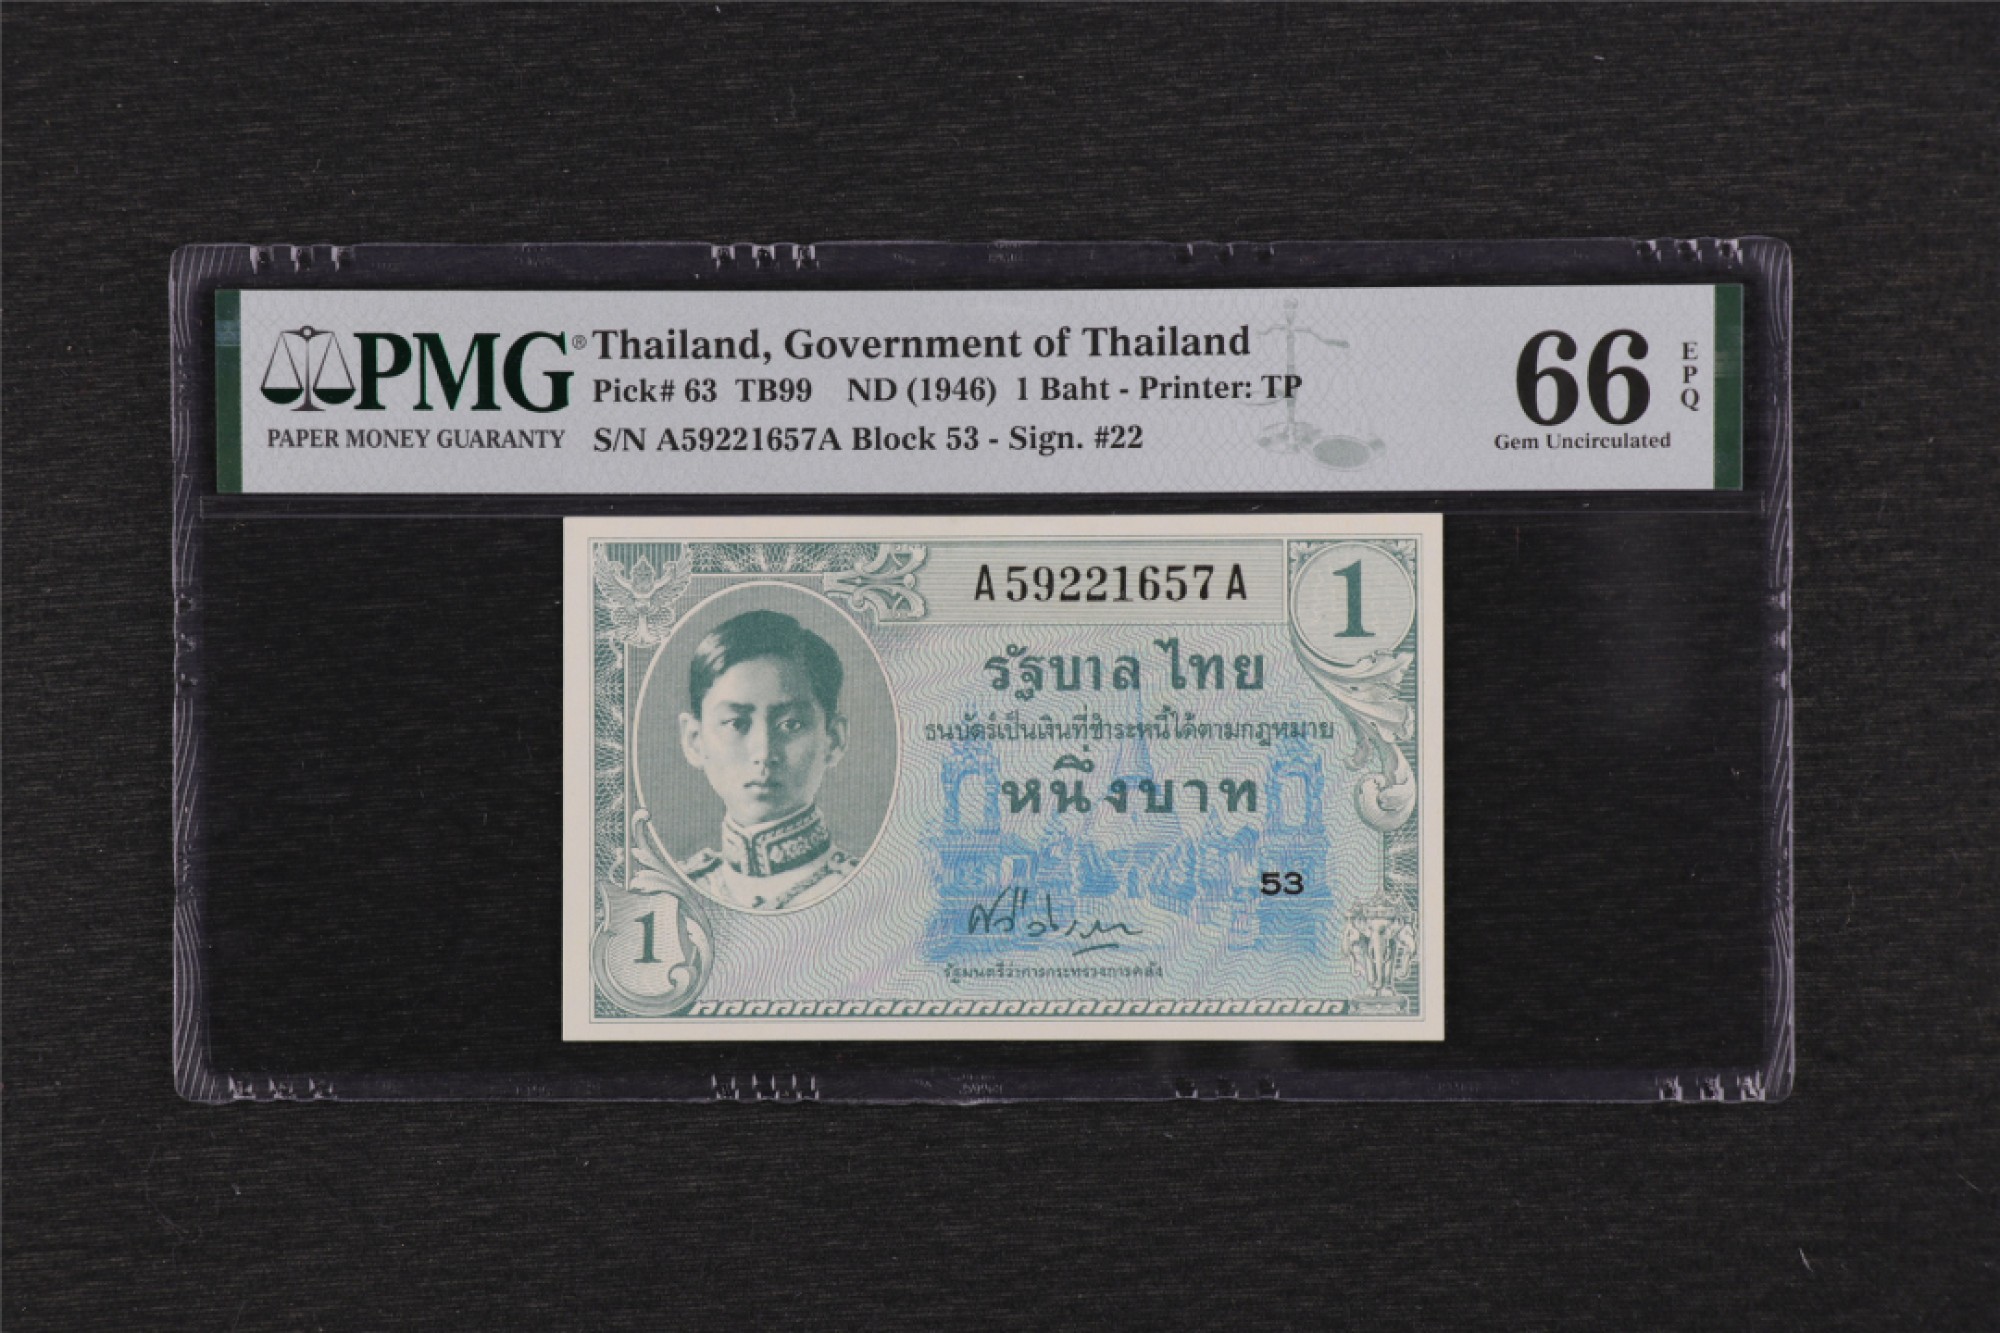 PMG®
PAPER MONEY GUARANTY
Thailand, Government of Thailand
Pick# 63 TB99 ND (1946) 1 Baht - Printer: TP
S/N A59221657A Block 53 - Sign. #22
66
EPQ
Gem Uncirculated
A59221657A
1
รัฐบาลไทย
ธนบัตร์เป็นเงินที่ชำระหนี้ได้ตามกฎหมาย
หนึ่งบาท
53
1
รัฐมนตรีว่าการกระทรวงการคลัง